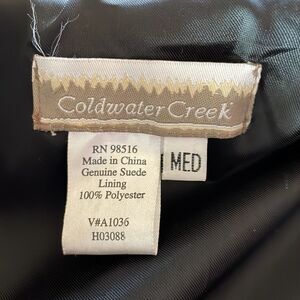 Coldwater Creek
RN 98516
Made in China
Genuine Suede
Lining
100% Polyester
V#A1036
H03088
MED